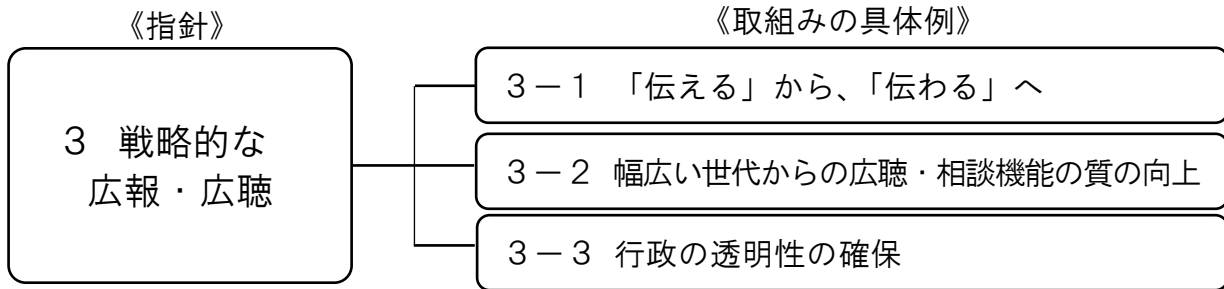 《指針》
《取組みの具体例》
3 戦略的な
広報・広聴
3－1 「伝える」から、「伝わる」へ
3－2 幅広い世代からの広聴・相談機能の質の向上
3－3 行政の透明性の確保